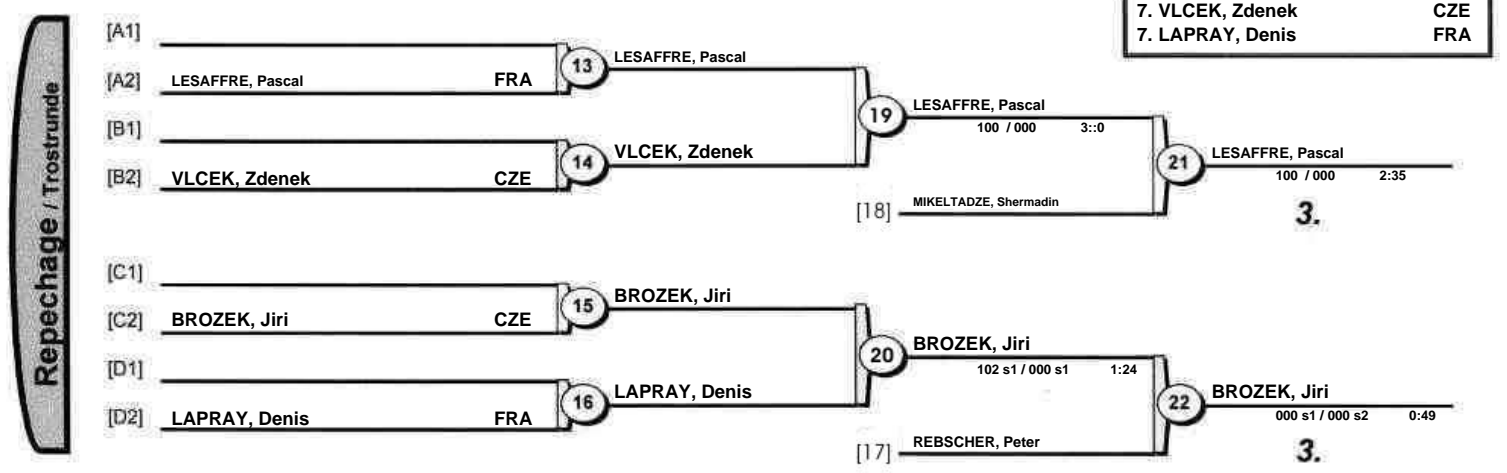 7. VLCEK, Zdenek CZE
7. LAPRAY, Denis FRA
Repechage / Trostrunde
[A1]
[A2] LESAFFRE, Pascal FRA
13
LESAFFRE, Pascal
[B1]
[B2] VLCEK, Zdenek CZE
14
VLCEK, Zdenek
19
LESAFFRE, Pascal
100 / 000 3::0
[18] MIKELTADZE, Shermadin
21
LESAFFRE, Pascal
100 / 000 2:35
3.
[C1]
[C2] BROZEK, Jiri CZE
15
BROZEK, Jiri
[D1]
[D2] LAPRAY, Denis FRA
16
LAPRAY, Denis
20
BROZEK, Jiri
102 s1 / 000 s1 1:24
[17] REBSCHER, Peter
22
BROZEK, Jiri
000 s1 / 000 s2 0:49
3.